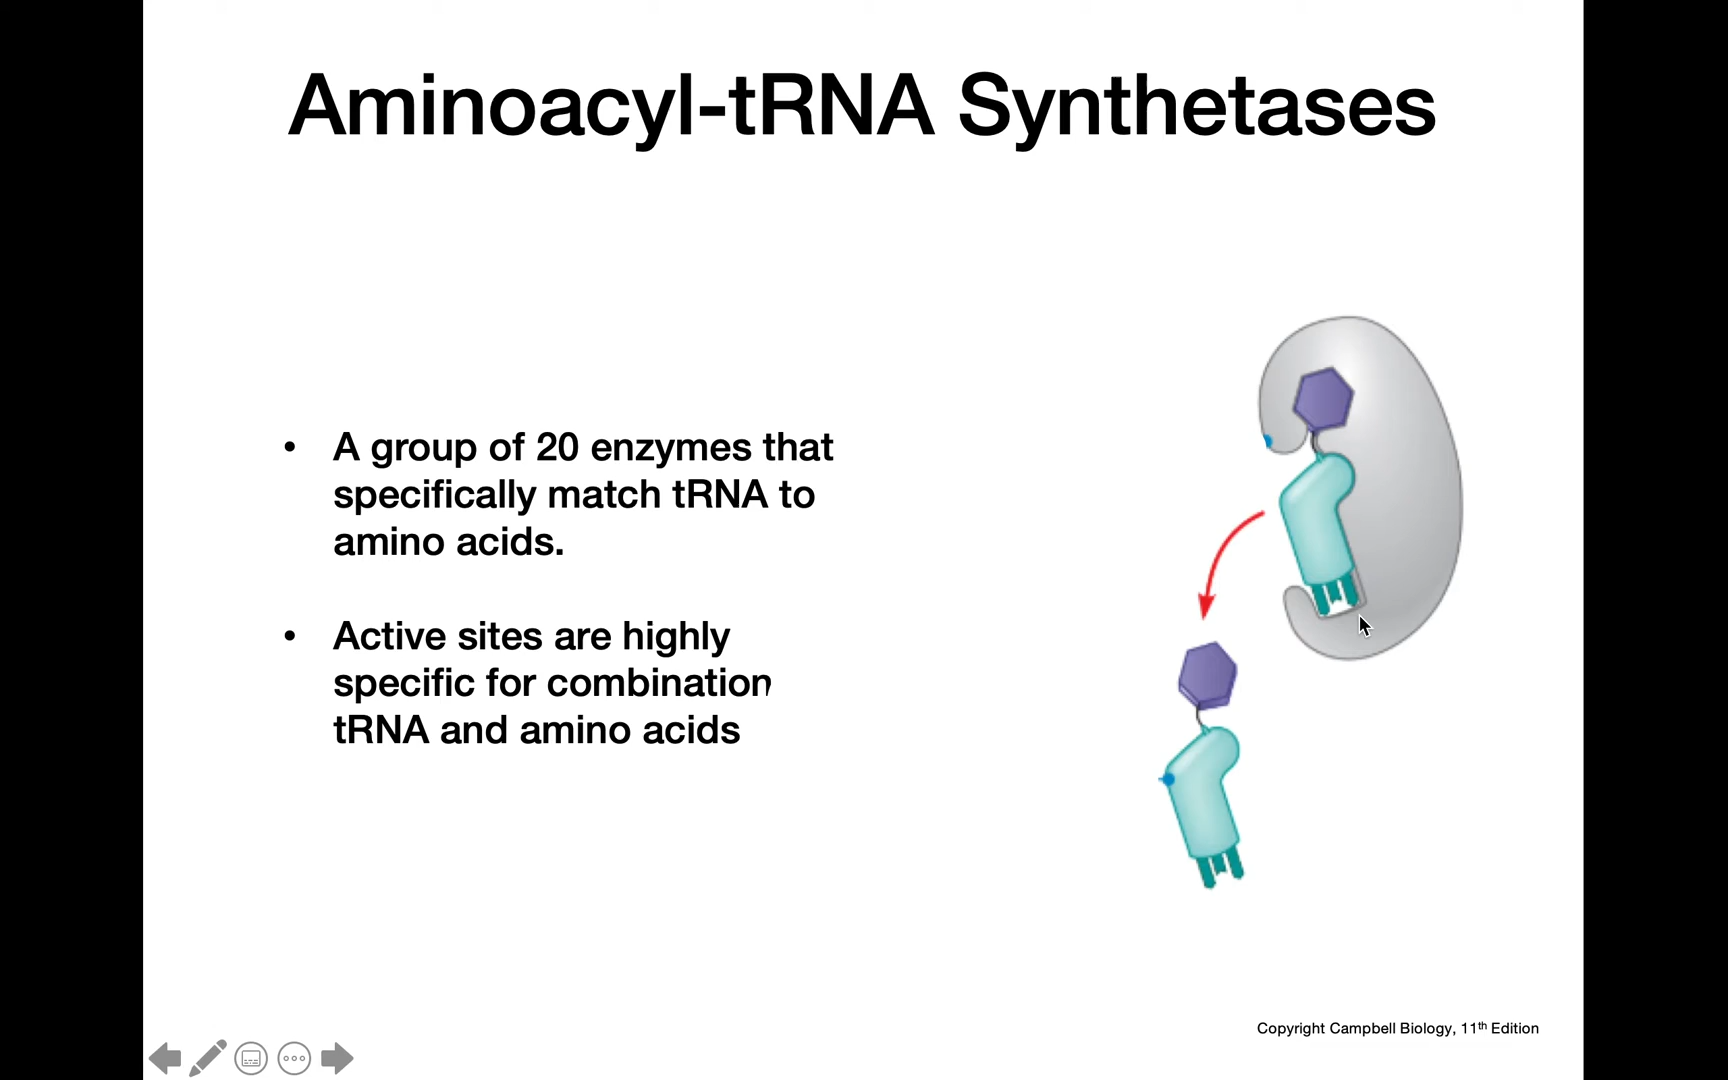 Aminoacyl-tRNA Synthetases
• A group of 20 enzymes that
specifically match tRNA to
amino acids.
• Active sites are highly
specific for combination
tRNA and amino acids
Copyright Campbell Biology, 11th Edition